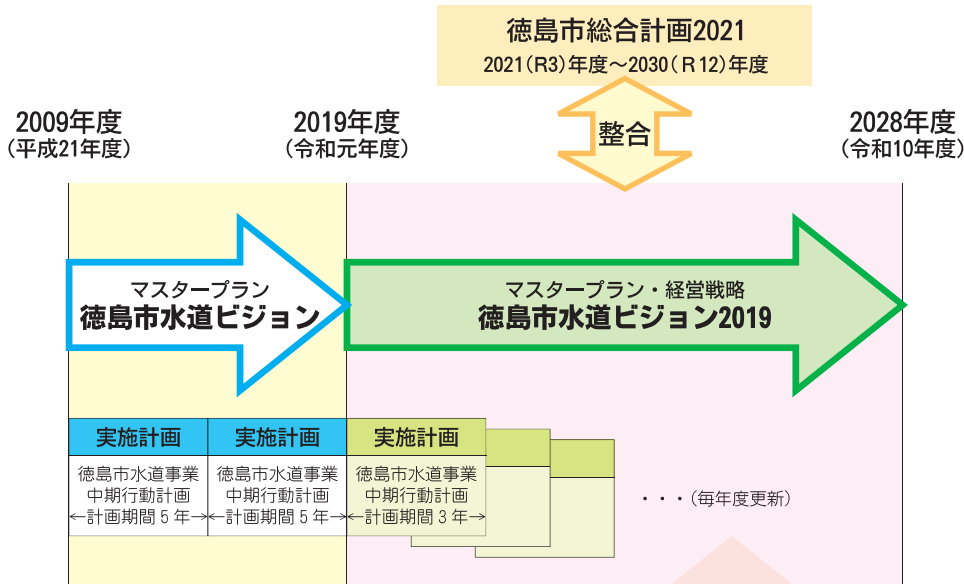 徳島市総合計画2021
2021(R3)年度～2030(R12)年度
整合
2009年度
(平成21年度)
2019年度
(令和元年度)
2028年度
(令和10年度)
マスタープラン
徳島市水道ビジョン
マスタープラン・経営戦略
徳島市水道ビジョン2019
実施計画
徳島市水道事業
中期行動計画
←計画期間5年→
実施計画
徳島市水道事業
中期行動計画
←計画期間5年→
実施計画
徳島市水道事業
中期行動計画
←計画期間3年→
・・・(毎年度更新)